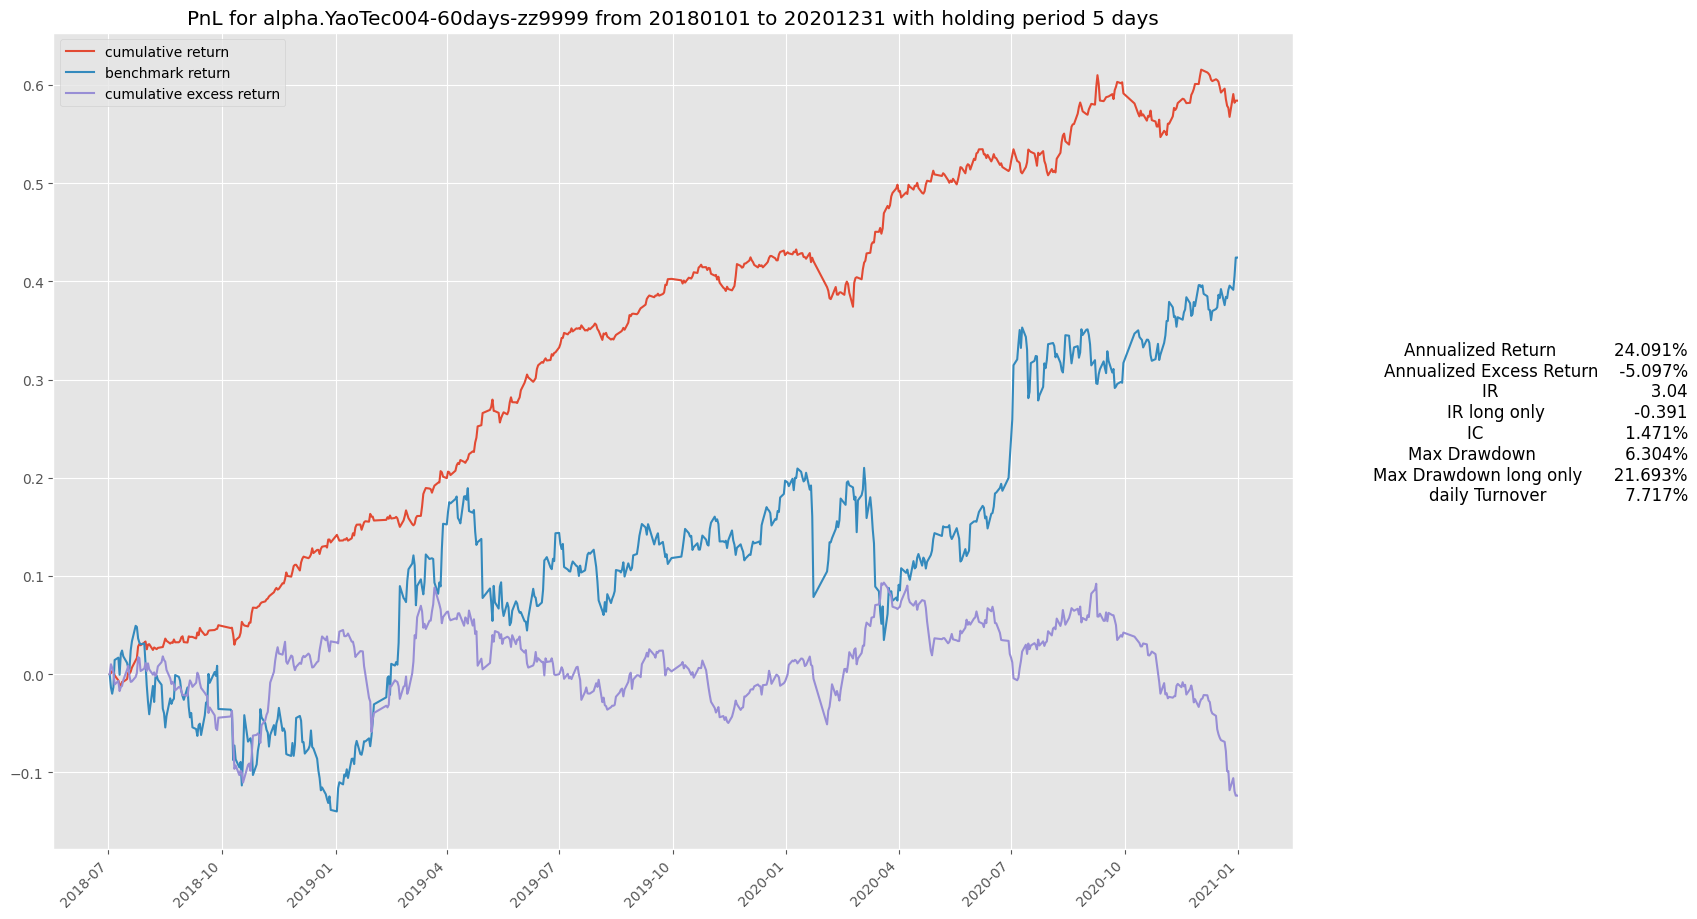 PnL for alpha.YaoTec004-60days-zz9999 from 20180101 to 20201231 with holding period 5 days
cumulative return
benchmark return
cumulative excess return
0.6
0.5
0.4
0.3
0.2
0.1
0.0
−0.1
2018-07
2018-10
2019-01
2019-04
2019-07
2019-10
2020-01
2020-04
2020-07
2020-10
2021-01
Annualized Return 24.091%
Annualized Excess Return -5.097%
IR 3.04
IR long only -0.391
IC 1.471%
Max Drawdown 6.304%
Max Drawdown long only 21.693%
daily Turnover 7.717%